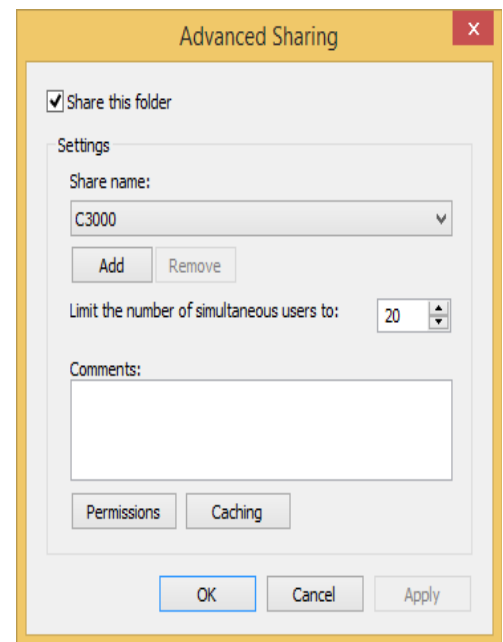 Advanced Sharing
x
Share this folder
Settings
Share name:
C3000
Add Remove
Limit the number of simultaneous users to: 20
Comments:
Permissions Caching
OK Cancel Apply